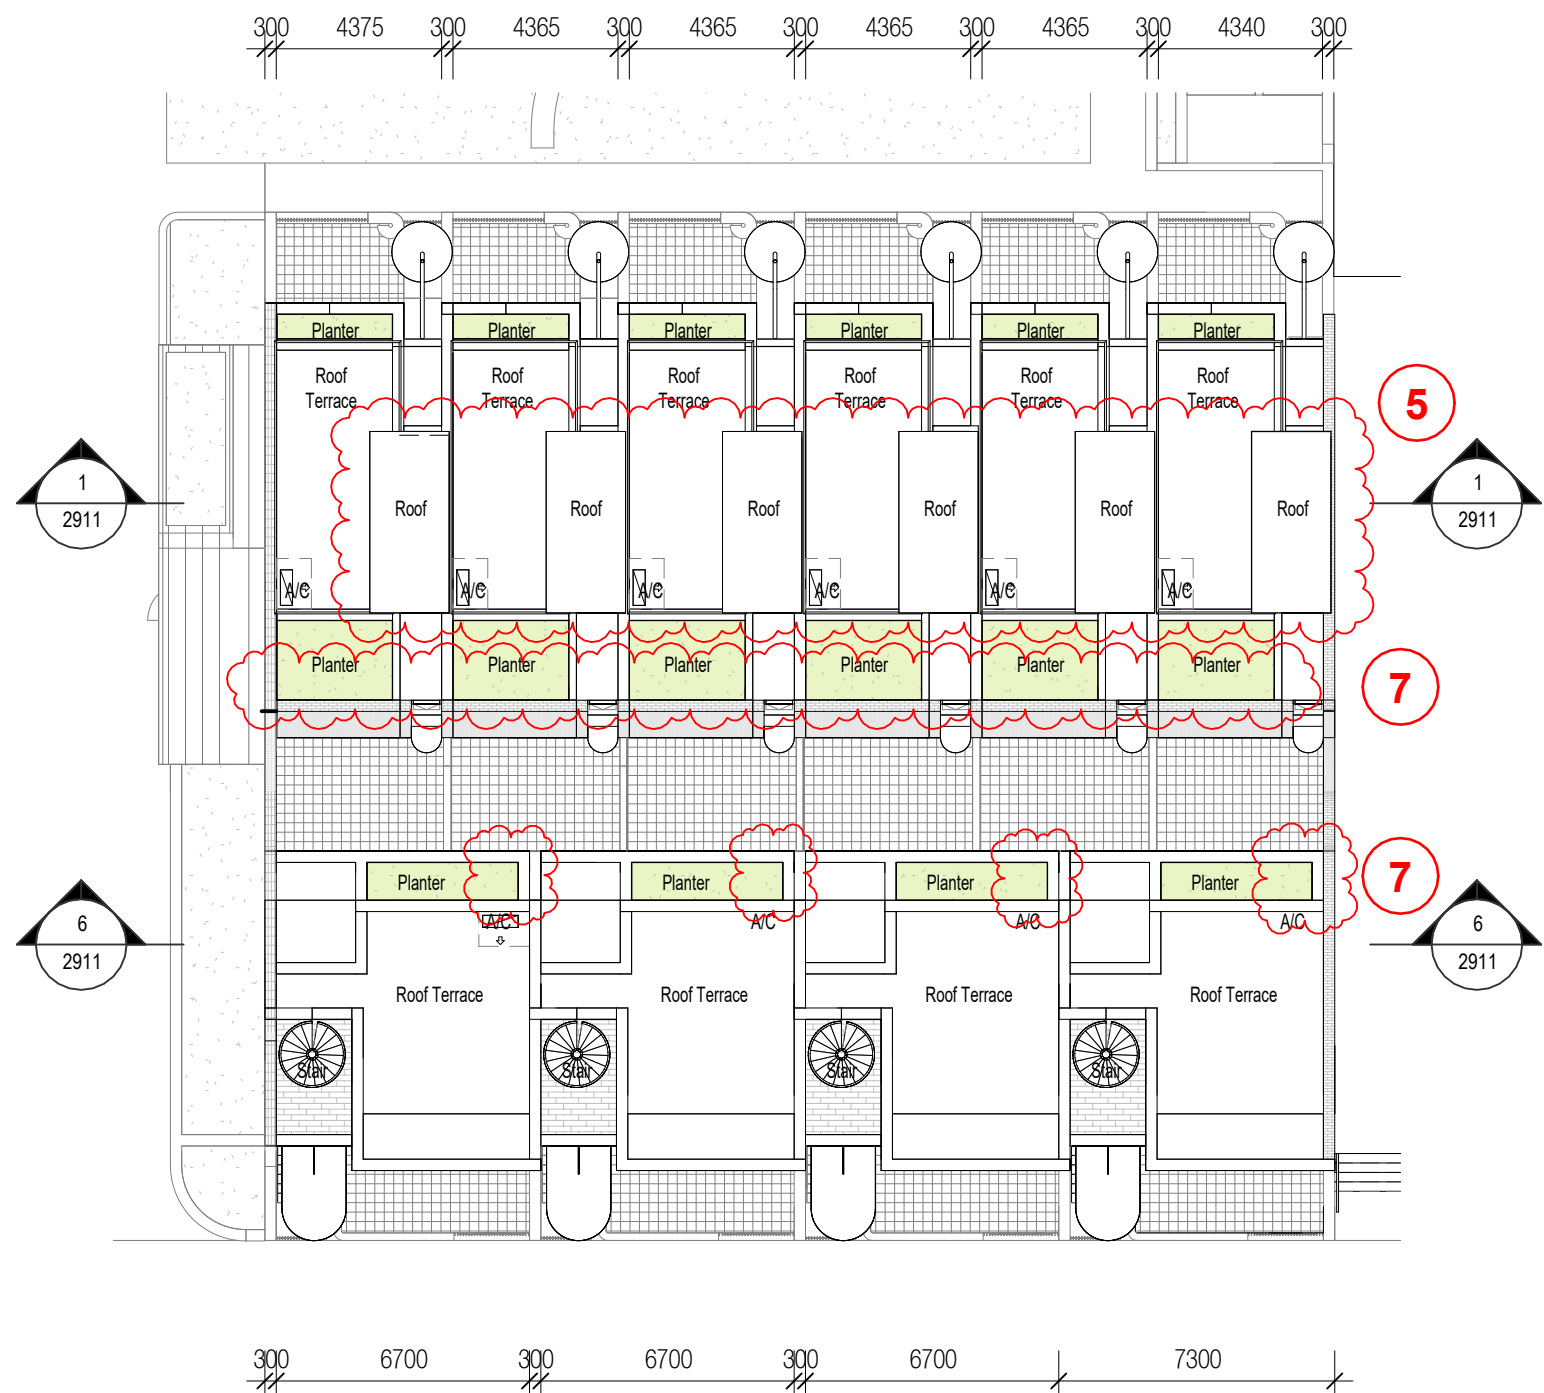 300 4375 300 4365 300 4365 300 4365 300 4365 300 4340 300
Planter Planter Planter Planter Planter Planter
Roof Roof Roof Roof Roof Roof
Terrace Terrace Terrace Terrace Terrace Terrace
5
1 1
2911 2911
Roof Roof Roof Roof Roof Roof
A/C A/C A/C A/C A/C A/C
Planter Planter Planter Planter Planter Planter
7
Planter Planter Planter Planter
7
A/C A/C A/C A/C
6 6
2911 2911
Roof Terrace Roof Terrace Roof Terrace Roof Terrace
Stair Stair Stair Stair
300 6700 300 6700 300 6700 7300